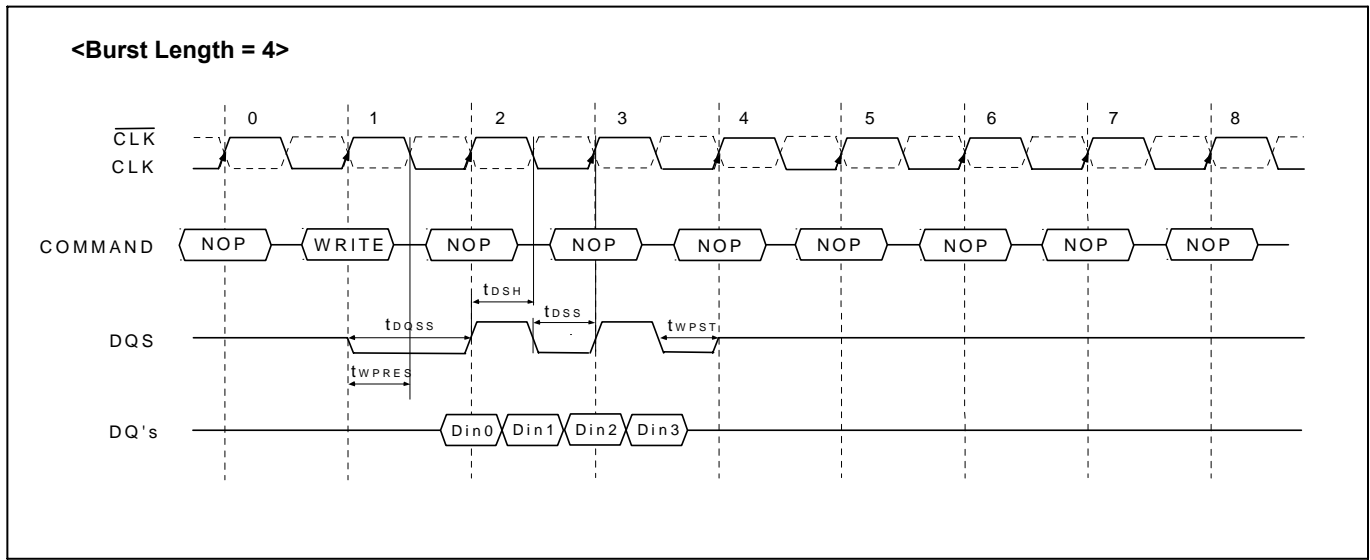 <Burst Length = 4>
0 1 2 3 4 5 6 7 8
CLK
CLK
COMMAND NOP WRITE NOP NOP NOP NOP NOP NOP NOP
tDSH
tDQSS tDSS tWPST
DQS
tWPRES
DQ's Din0 Din1 Din2 Din3